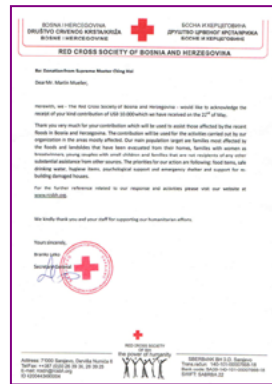 BOSNA I HERCEGOVINA
DRUŠTVO CRVENOG KRSTA/KRIŽA
BOSNE I HERCEGOVINE
БОСНА И ХЕРЦЕГОВИНА
ДРУШТВО ЦРВЕНОГ КРСТА/КРИЖА
БОСНЕ И ХЕРЦЕГОВИНЕ
RED CROSS SOCIETY OF BOSNIA AND HERZEGOVINA
Re: Donation from Supreme Master Ching Hai
Dear Mr. Martin Mueller,
Herewith, we - The Red Cross Society of Bosnia and Herzegovina - would like to acknowledge the
receipt of your kind contribution of USD 10.000 which we have received on the of May.
Thank you very much for your contribution which will be used to assist those affected by the recent
floods in Bosnia and Herzegovina. The contribution will be used for the activities carried out by our
organization in the areas mostly affected. Our main population target are families most affected by
the floods and landslides that have been evacuated from their homes, families with women as
breadwinners, young couples with small children and families that are not recipients of any other
substantial assistance from other sources. The priorities for our action are following: food items, safe
drinking water, hygiene items, psychological support and emergency shelter and support for re-
building damaged houses.
For the further reference related to our response and activities please visit our website at
www.rcsbih.org.
We kindly thank you and your staff for supporting our humanitarian efforts.
Yours sincerely,
Branko
Secretary General
RED CROSS SOCIETY
OF BIH
the power of humanity
Address: 71000 Sarajevo,